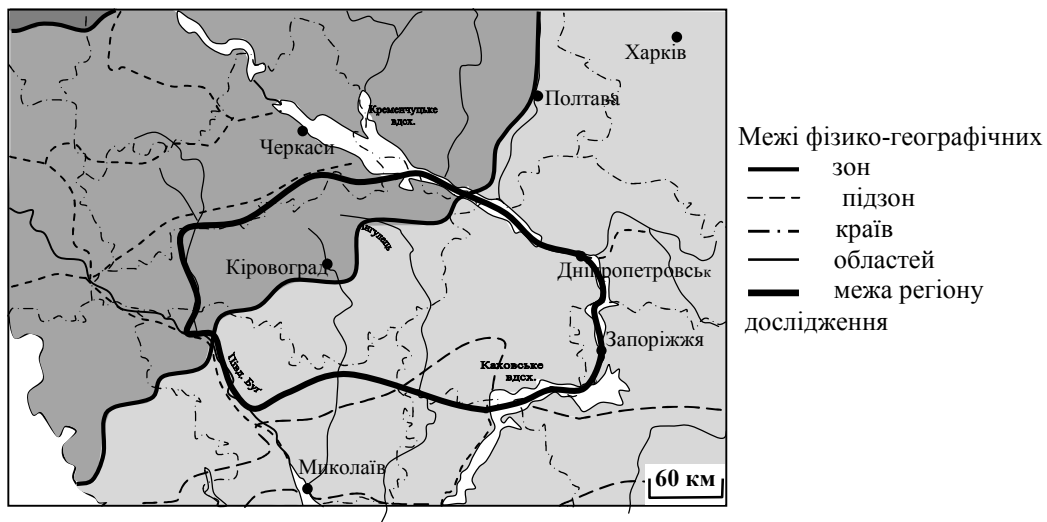 Харків
Полтава
Кременчуцьке
вдсх.
Черкаси
Інгулець
Кіровоград
Дніпропетровськ
Запоріжжя
Півд. Буг
Каховське
вдсх.
Миколаїв
60 км
Межі фізико-географічних
зон
підзон
країв
областей
межа регіону
дослідження